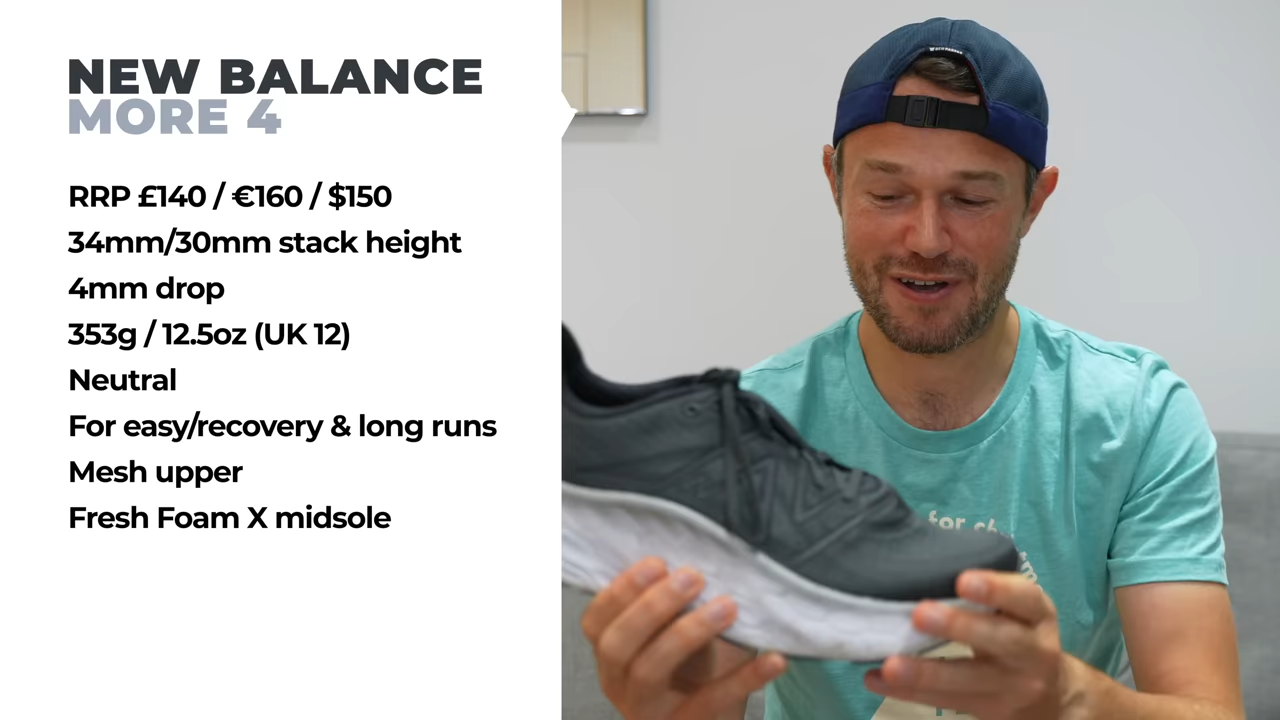 NEW BALANCE
MORE 4
RRP £140 / €160 / $150
34mm/30mm stack height
4mm drop
353g / 12.5oz (UK 12)
Neutral
For easy/recovery & long runs
Mesh upper
Fresh Foam X midsole
for